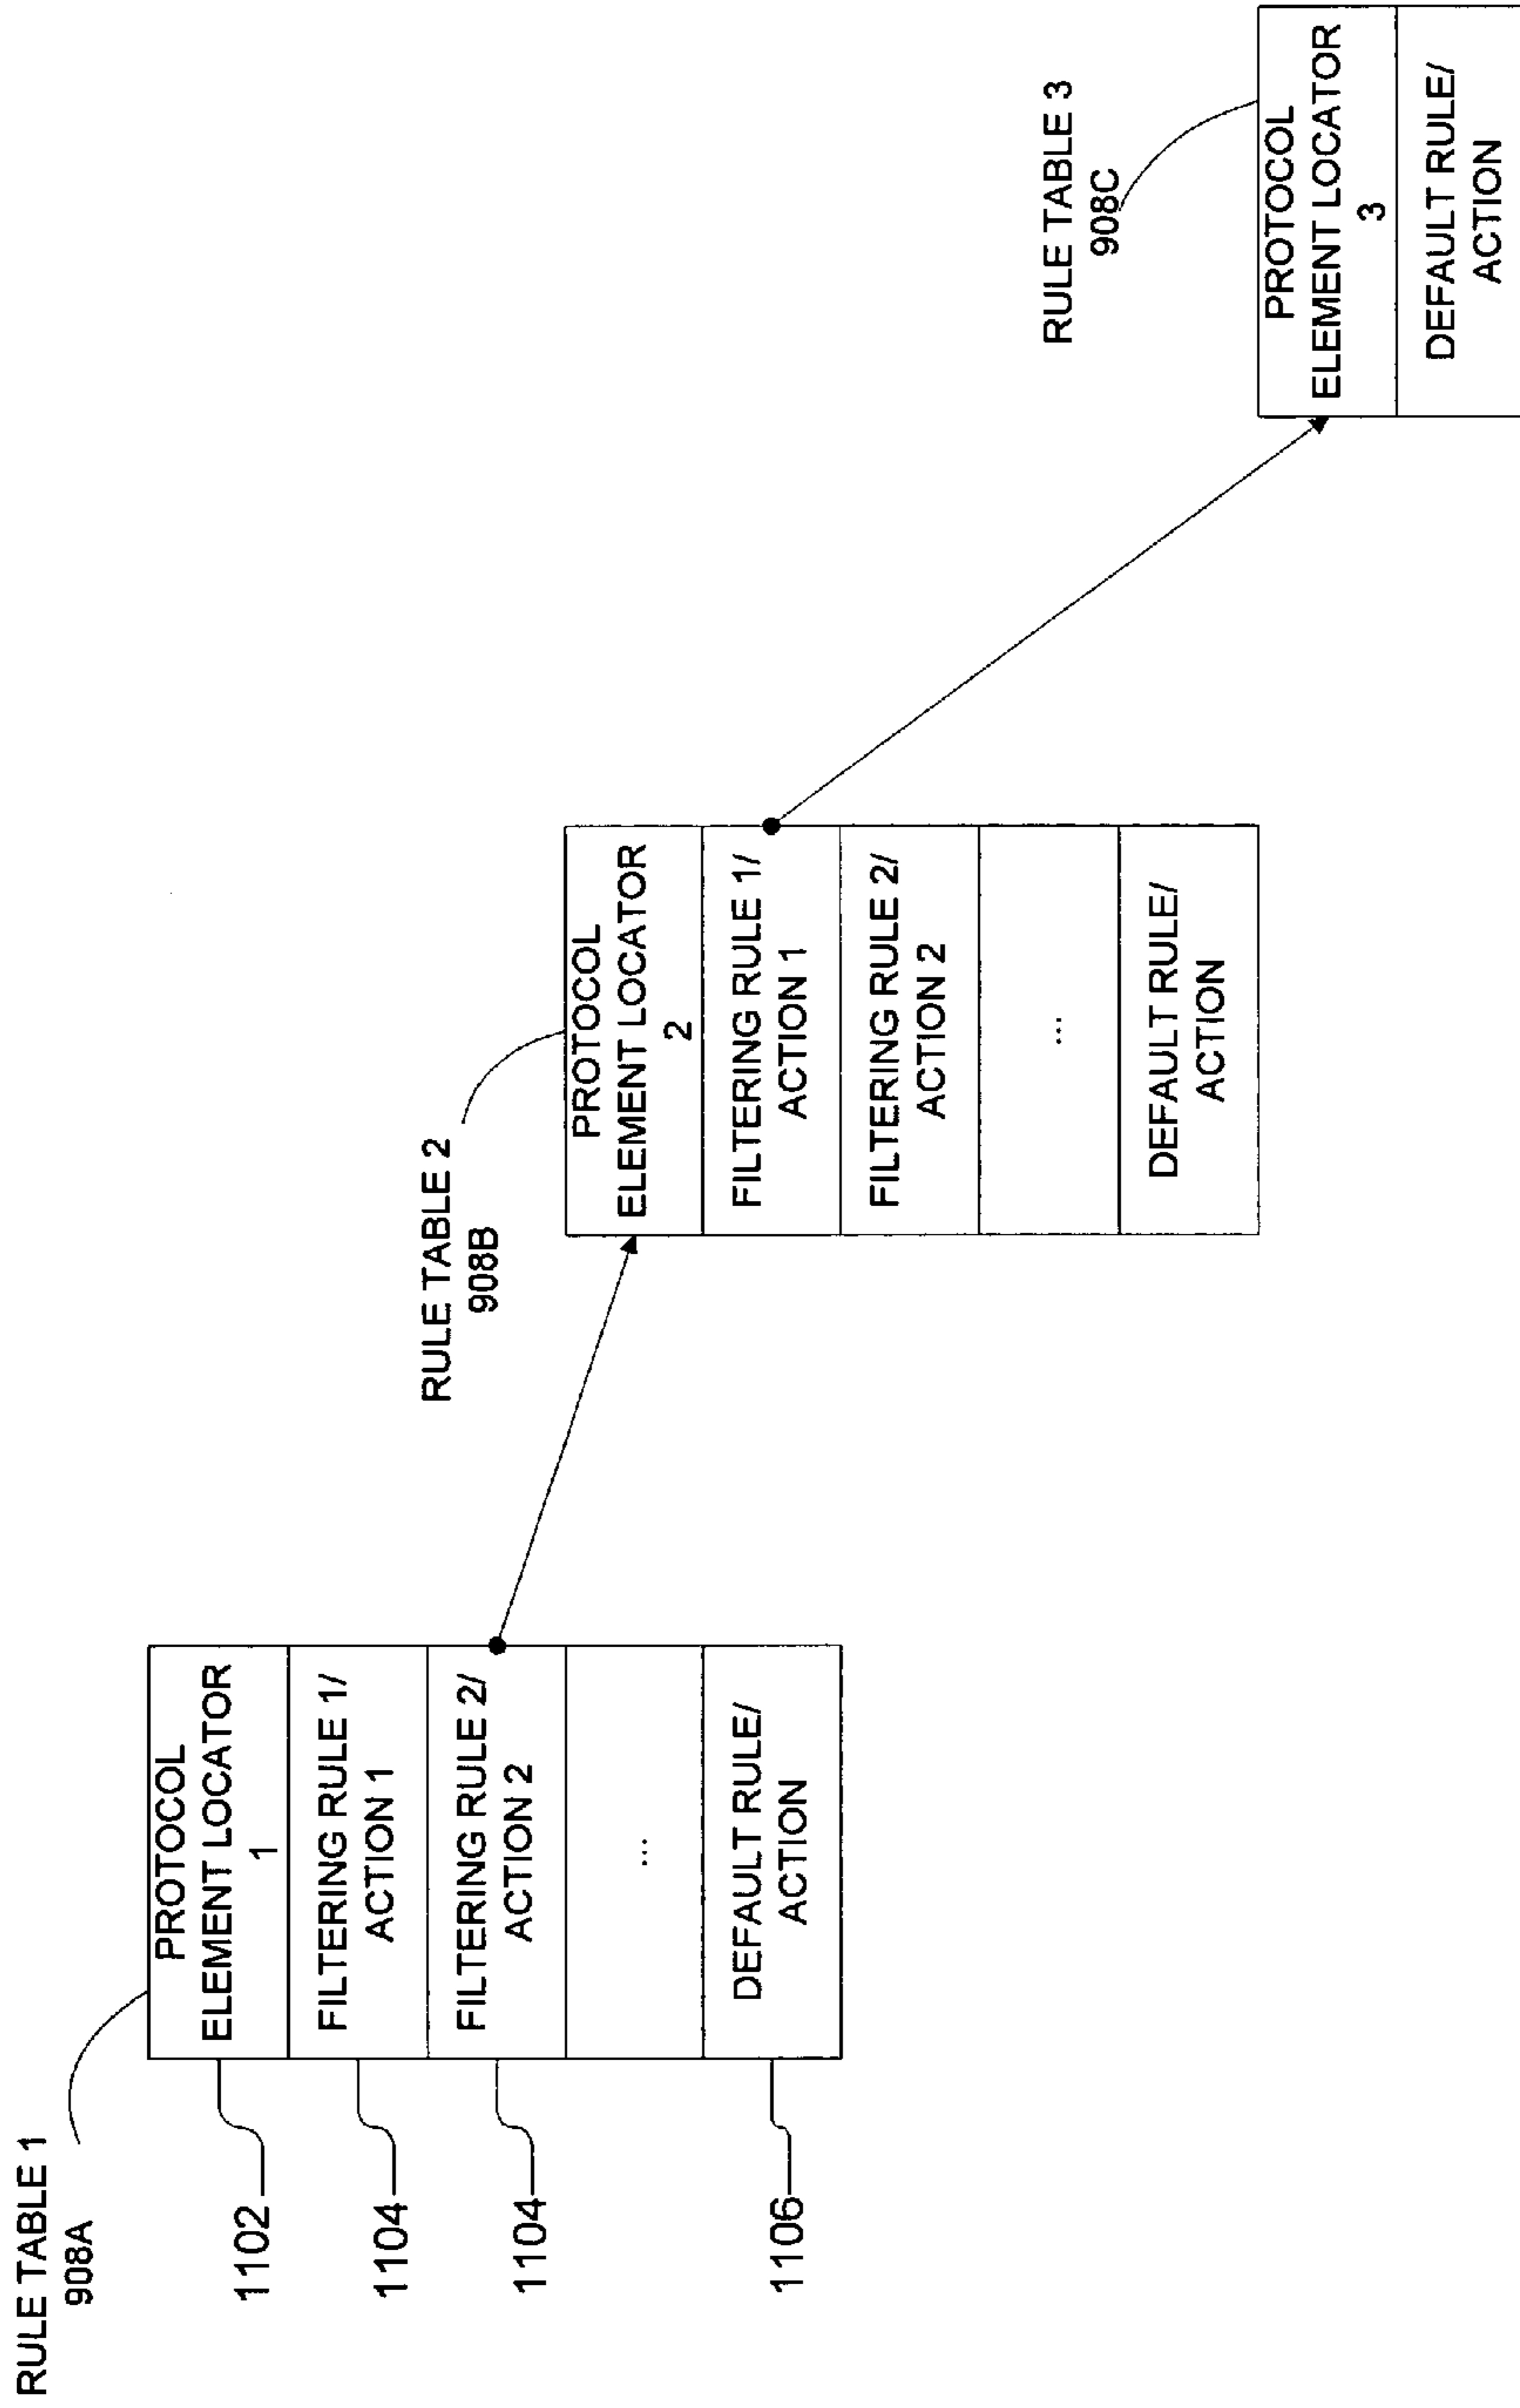 RULE TABLE 1
908A
PROTOCOL
ELEMENT LOCATOR
1
FILTERING RULE 1/
ACTION 1
FILTERING RULE 2/
ACTION 2
...
DEFAULT RULE/
ACTION
1102
1104
1104
1106
RULE TABLE 2
908B
PROTOCOL
ELEMENT LOCATOR
2
FILTERING RULE 1/
ACTION 1
FILTERING RULE 2/
ACTION 2
...
DEFAULT RULE/
ACTION
RULE TABLE 3
908C
PROTOCOL
ELEMENT LOCATOR
3
DEFAULT RULE/
ACTION